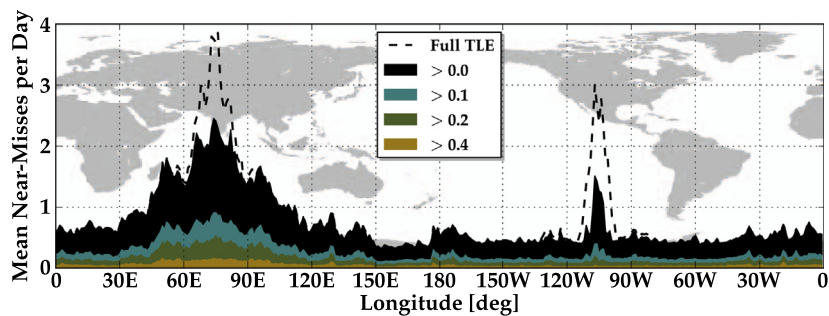 Mean Near-Misses per Day
4
3
2
1
0
Full TLE
> 0.0
> 0.1
> 0.2
> 0.4
0 30E 60E 90E 120E 150E 180 150W 120W 90W 60W 30W 0
Longitude [deg]